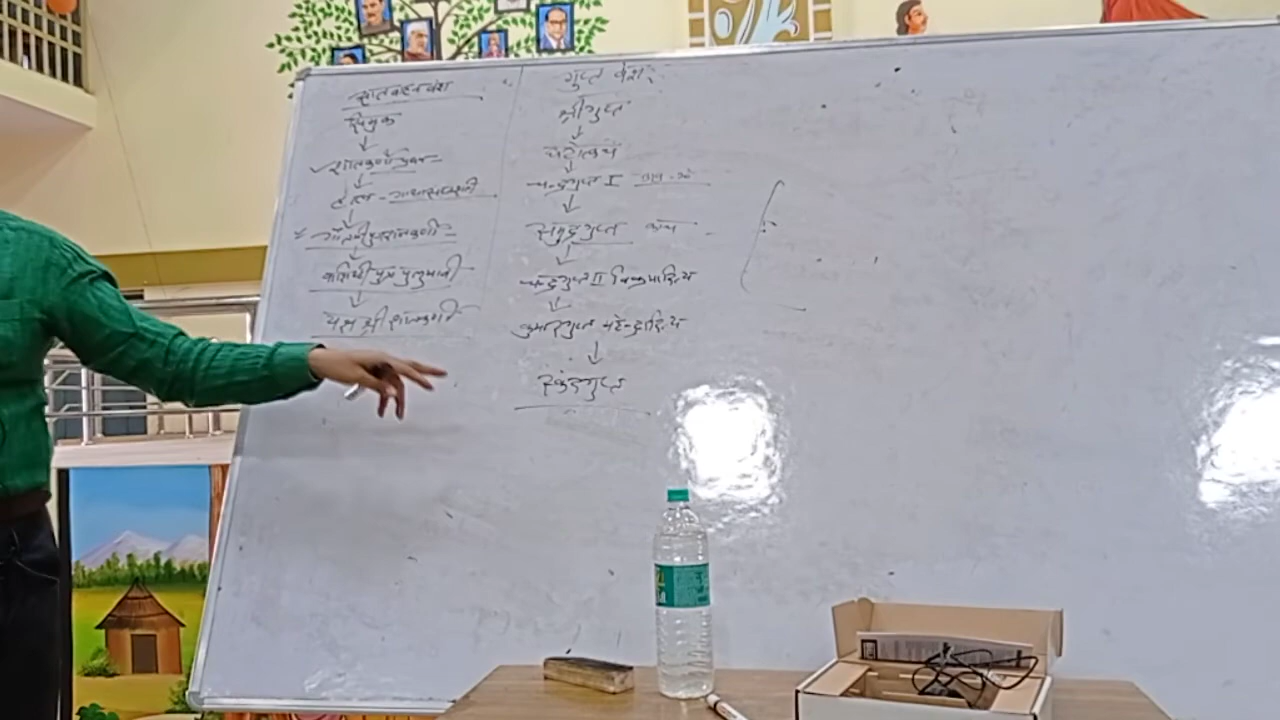 सातवाहन वंश
सिमुक
↓
शातकर्णी प्रथम
↓
हाल - गाथासप्तशती
↓
गौतमीपुत्र शातकर्णी
↓
वाशिष्ठी पुत्र पुलुमावी
↓
यज्ञ श्री शातकर्णी
गुप्त वंश:
श्रीगुप्त
↓
घटोत्कच
↓
चन्द्रगुप्त I
↓
समुद्रगुप्त काच
↓
चन्द्रगुप्त II विक्रमादित्य
↓
कुमारगुप्त महेन्द्रादित्य
↓
स्कंदगुप्त